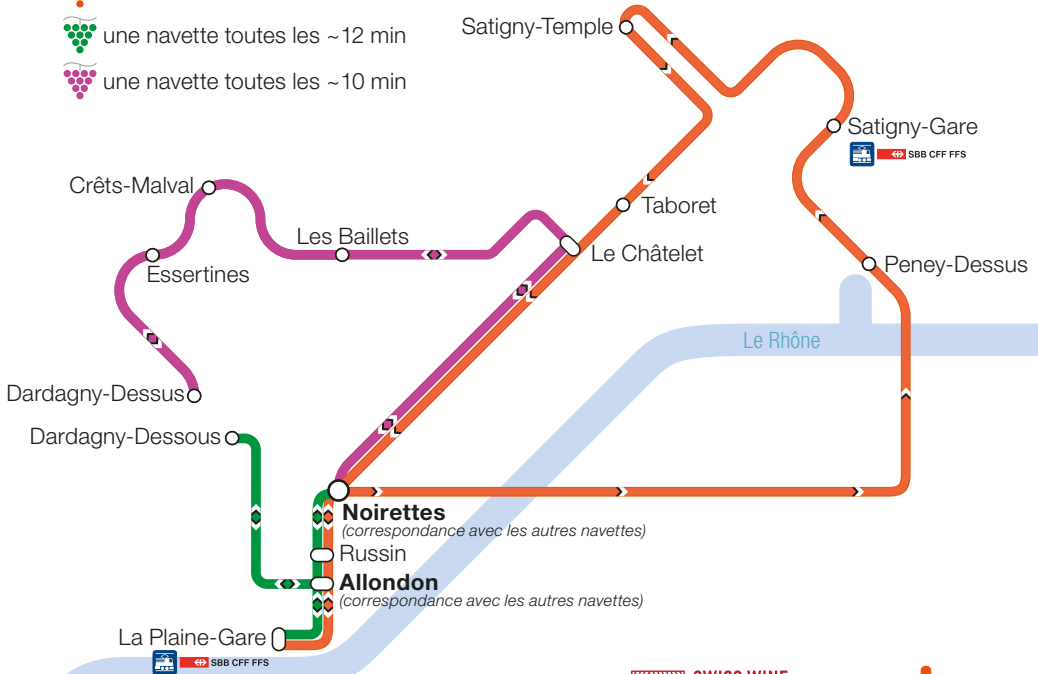 une navette toutes les ~12 min
une navette toutes les ~10 min
Satigny-Temple
Satigny-Gare
SBB CFF FFS
Crêts-Malval
Taboret
Les Baillets
Le Châtelet
Essertines
Peney-Dessus
Le Rhône
Dardagny-Dessus
Dardagny-Dessous
Noirettes
(correspondance avec les autres navettes)
Russin
Allondon
(correspondance avec les autres navettes)
La Plaine-Gare
SBB CFF FFS
SWISS WINE